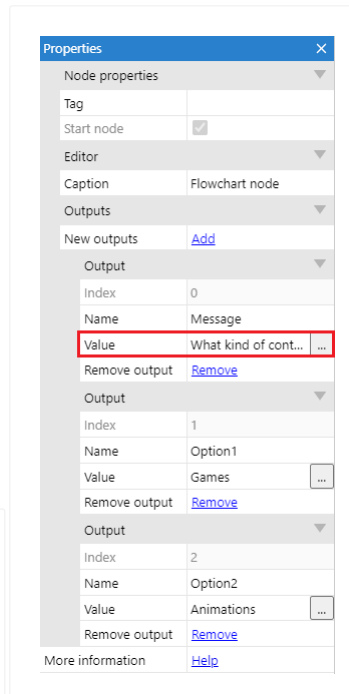 Properties
Node properties
Tag
Start node
Editor
Caption Flowchart node
Outputs
New outputs Add
Output
Index 0
Name Message
Value What kind of cont... ...
Remove output Remove
Output
Index 1
Name Option1
Value Games ...
Remove output Remove
Output
Index 2
Name Option2
Value Animations ...
Remove output Remove
More information Help